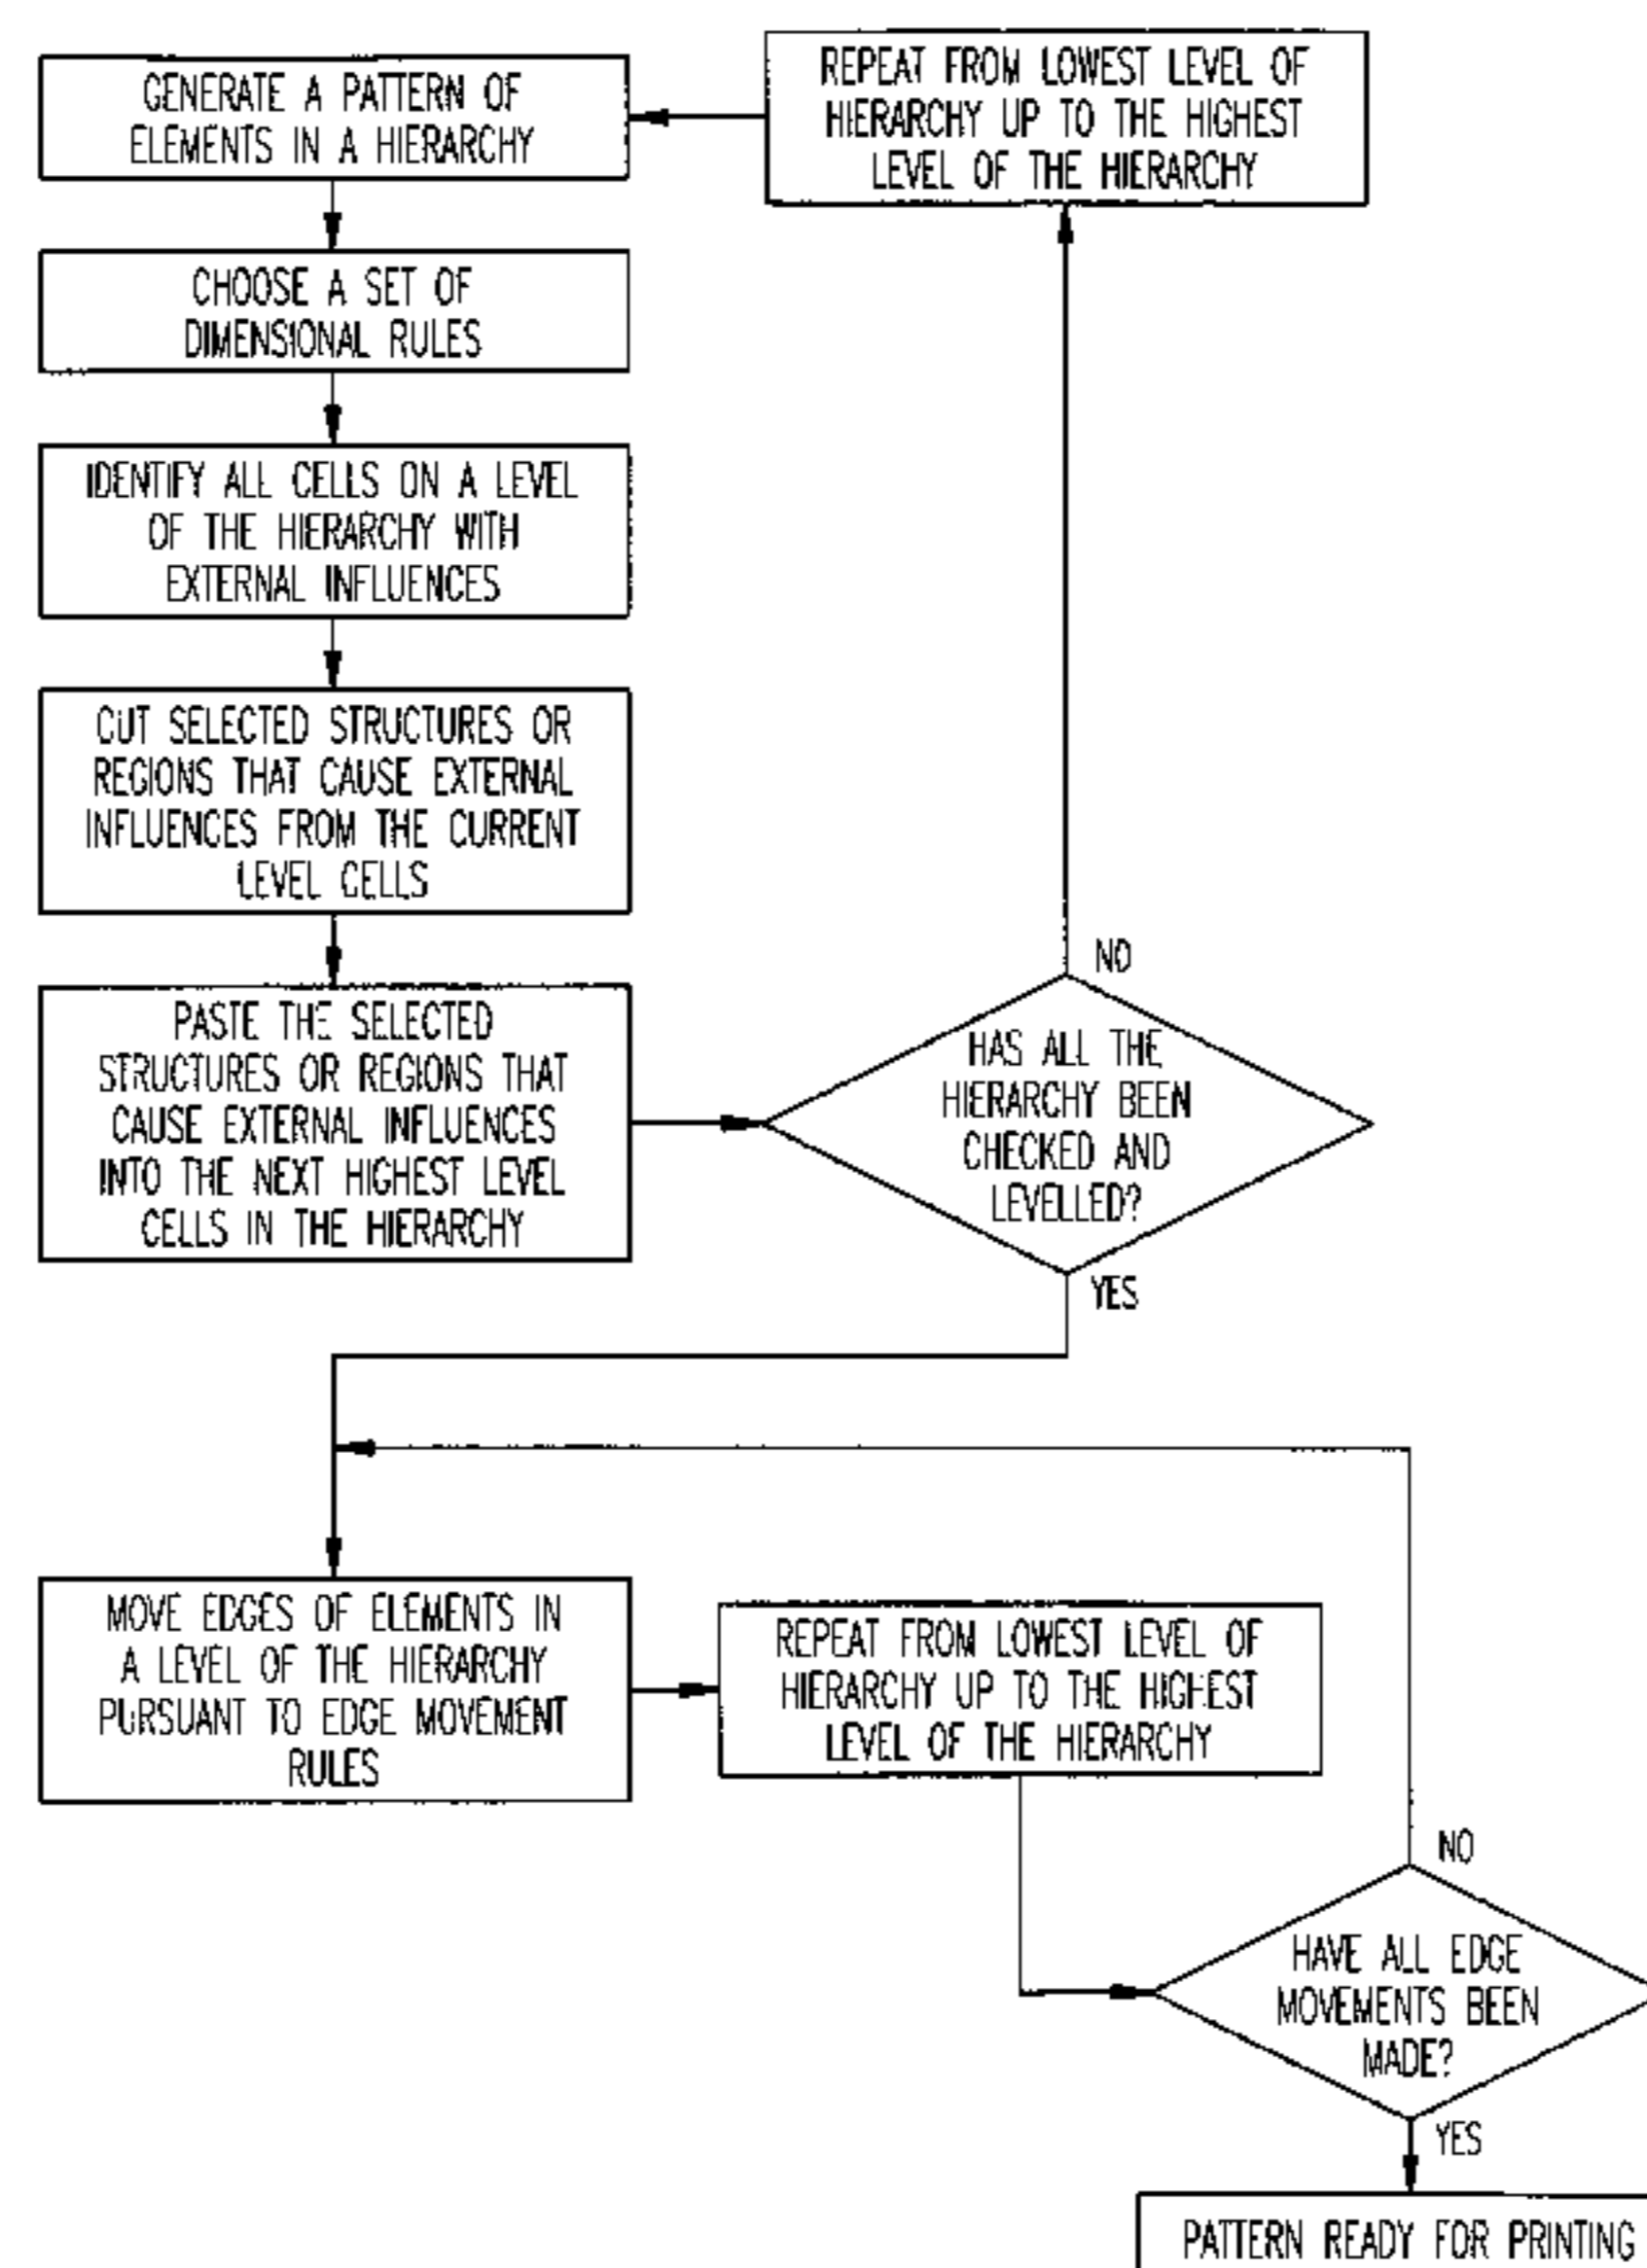 GENERATE A PATTERN OF
ELEMENTS IN A HIERARCHY
REPEAT FROM LOWEST LEVEL OF
HIERARCHY UP TO THE HIGHEST
LEVEL OF THE HIERARCHY
CHOOSE A SET OF
DIMENSIONAL RULES
IDENTIFY ALL CELLS ON A LEVEL
OF THE HIERARCHY WITH
EXTERNAL INFLUENCES
CUT SELECTED STRUCTURES OR
REGIONS THAT CAUSE EXTERNAL
INFLUENCES FROM THE CURRENT
LEVEL CELLS
PASTE THE SELECTED
STRUCTURES OR REGIONS THAT
CAUSE EXTERNAL INFLUENCES
INTO THE NEXT HIGHEST LEVEL
CELLS IN THE HIERARCHY
NO
HAS ALL THE
HIERARCHY BEEN
CHECKED AND
LEVELLED?
YES
MOVE EDGES OF ELEMENTS IN
A LEVEL OF THE HIERARCHY
PURSUANT TO EDGE MOVEMENT
RULES
REPEAT FROM LOWEST LEVEL OF
HIERARCHY UP TO THE HIGHEST
LEVEL OF THE HIERARCHY
NO
HAVE ALL EDGE
MOVEMENTS BEEN
MADE?
YES
PATTERN READY FOR PRINTING